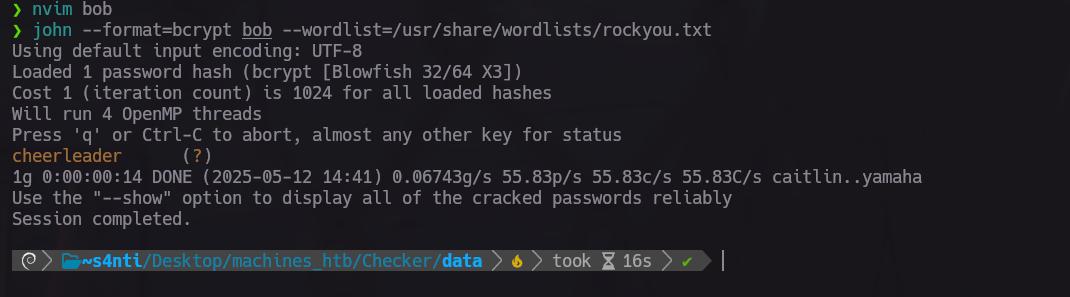 ❯ nvim bob
❯ john --format=bcrypt bob --wordlist=/usr/share/wordlists/rockyou.txt
Using default input encoding: UTF-8
Loaded 1 password hash (bcrypt [Blowfish 32/64 X3])
Cost 1 (iteration count) is 1024 for all loaded hashes
Will run 4 OpenMP threads
Press 'q' or Ctrl-C to abort, almost any other key for status
cheerleader      (?)
1g 0:00:00:14 DONE (2025-05-12 14:41) 0.06743g/s 55.83p/s 55.83c/s 55.83C/s caitlin..yamaha
Use the "--show" option to display all of the cracked passwords reliably
Session completed.
~s4nti/Desktop/machines_htb/Checker/data took 16s ✔